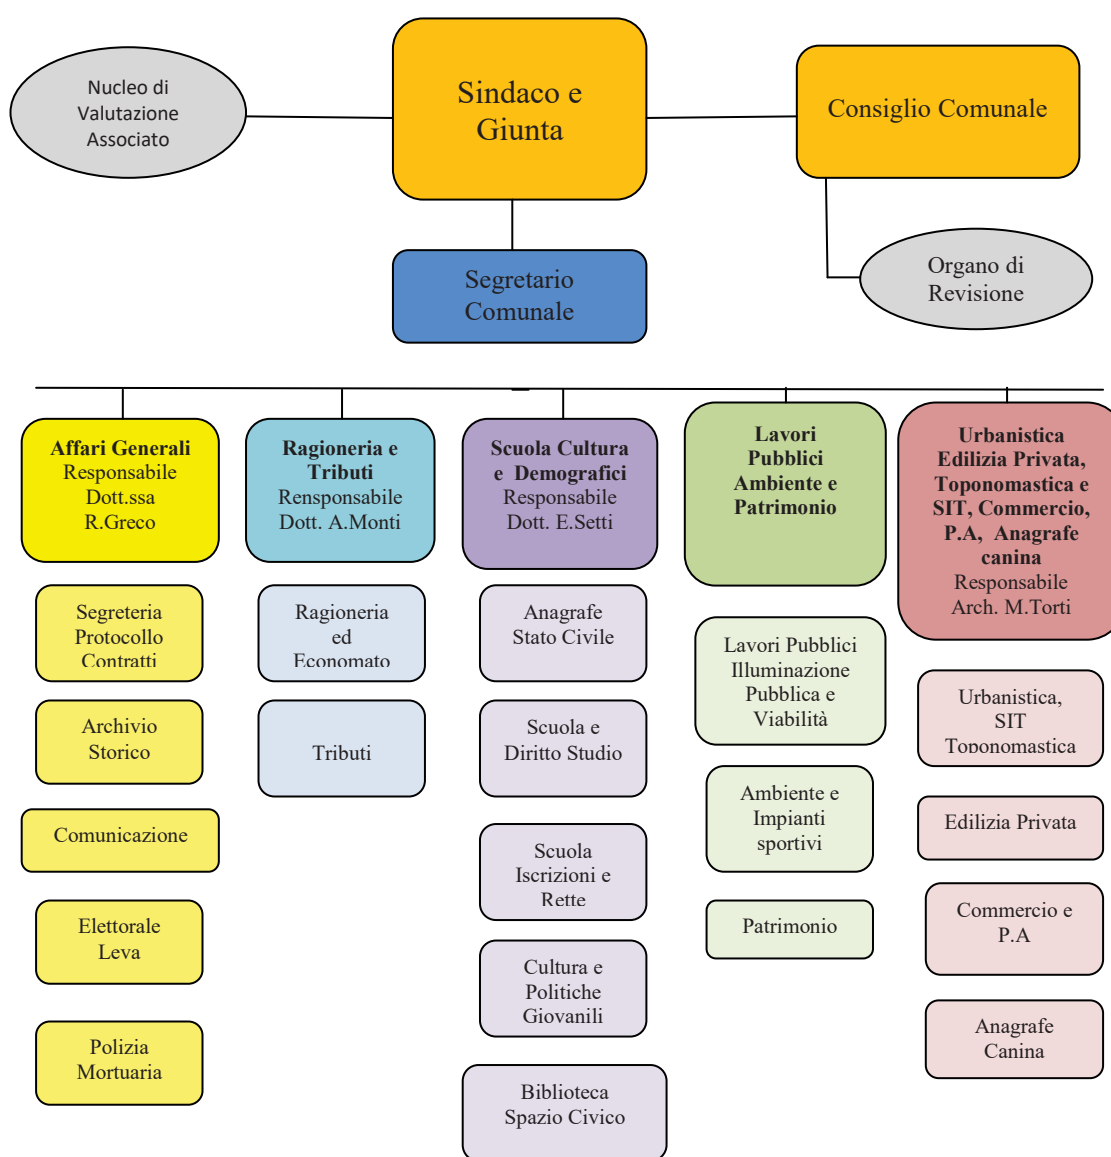 Nucleo di
Valutazione
Associato
Sindaco e
Giunta
Consiglio Comunale
Segretario
Comunale
Organo di
Revisione
Affari Generali
Responsabile
Dott.ssa
R.Greco
Ragioneria e
Tributi
Rensponsabile
Dott. A.Monti
Scuola Cultura
e Demografici
Responsabile
Dott. E.Setti
Lavori
Pubblici
Ambiente e
Patrimonio
Urbanistica
Edilizia Privata,
Toponomastica e
SIT, Commercio,
P.A, Anagrafe
canina
Responsabile
Arch. M.Torti
Segreteria
Protocollo
Contratti
Archivio
Storico
Comunicazione
Elettorale
Leva
Polizia
Mortuaria
Ragioneria
ed
Economato
Tributi
Anagrafe
Stato Civile
Scuola e
Diritto Studio
Scuola
Iscrizioni e
Rette
Cultura e
Politiche
Giovanili
Biblioteca
Spazio Civico
Lavori Pubblici
Illuminazione
Pubblica e
Viabilità
Ambiente e
Impianti
sportivi
Patrimonio
Urbanistica,
SIT
Toponomastica
Edilizia Privata
Commercio e
P.A
Anagrafe
Canina